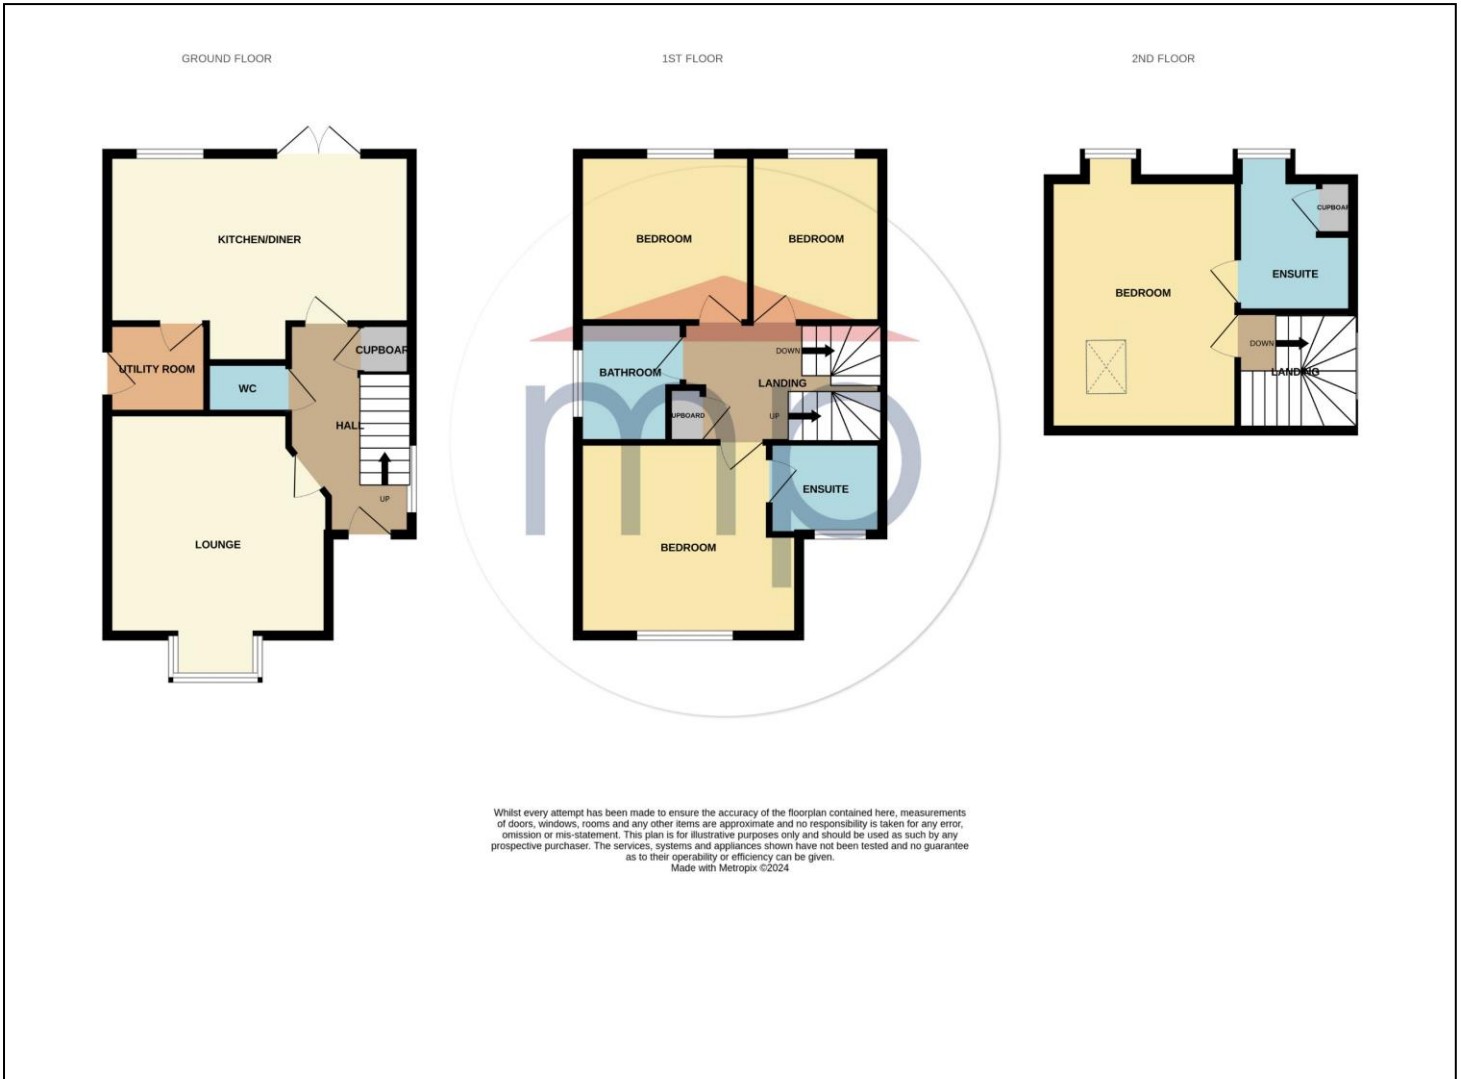 GROUND FLOOR
1ST FLOOR
2ND FLOOR
KITCHEN/DINER
UTILITY ROOM
WC
CUPBOAR
HALL
UP
LOUNGE
BEDROOM
BEDROOM
BATHROOM
DOWN
LANDING
UPBOARD
UP
ENSUITE
BEDROOM
mp
CUPBOAR
ENSUITE
BEDROOM
DOWN
LANDING
Whilst every attempt has been made to ensure the accuracy of the floorplan contained here, measurements
of doors, windows, rooms and any other items are approximate and no responsibility is taken for any error,
omission or mis-statement. This plan is for illustrative purposes only and should be used as such by any
prospective purchaser. The services, systems and appliances shown have not been tested and no guarantee
as to their operability or efficiency can be given.
Made with Metropix ©2024